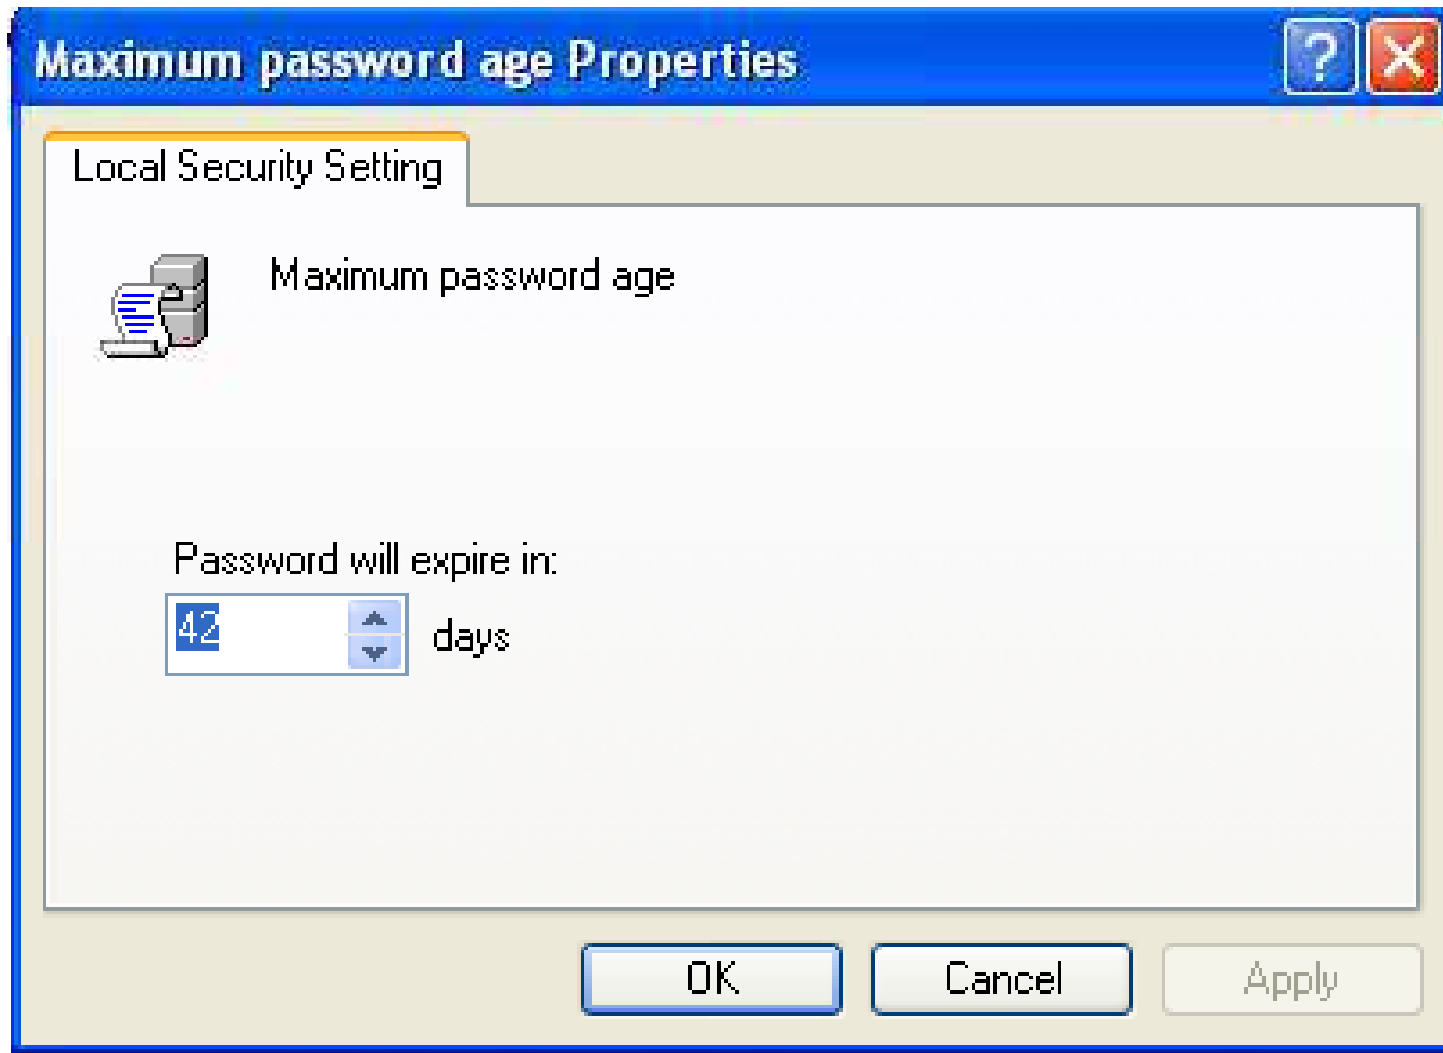 Maximum password age Properties
Local Security Setting
Maximum password age
Password will expire in:
42 days
OK Cancel Apply